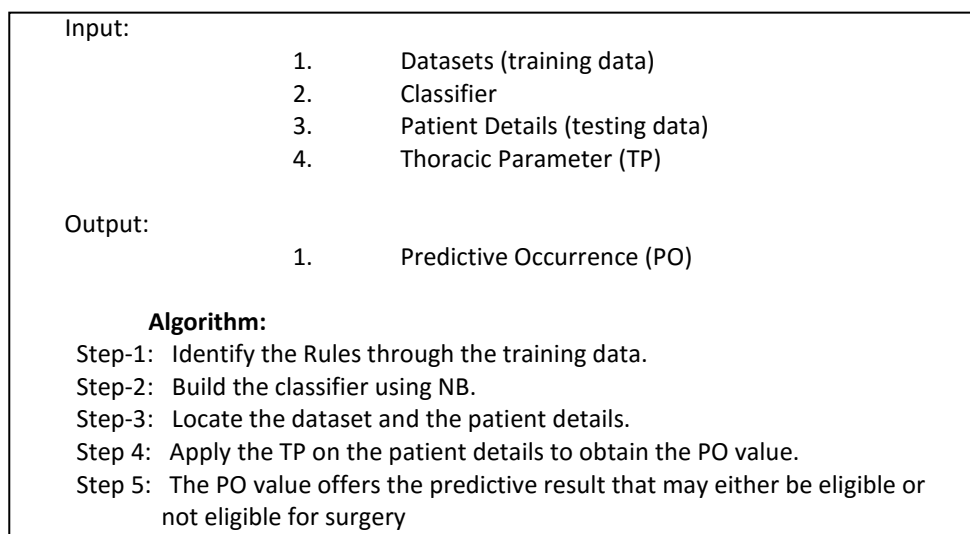 Input:
1. Datasets (training data)
2. Classifier
3. Patient Details (testing data)
4. Thoracic Parameter (TP)
Output:
1. Predictive Occurrence (PO)
Algorithm:
Step-1: Identify the Rules through the training data.
Step-2: Build the classifier using NB.
Step-3: Locate the dataset and the patient details.
Step 4: Apply the TP on the patient details to obtain the PO value.
Step 5: The PO value offers the predictive result that may either be eligible or
not eligible for surgery